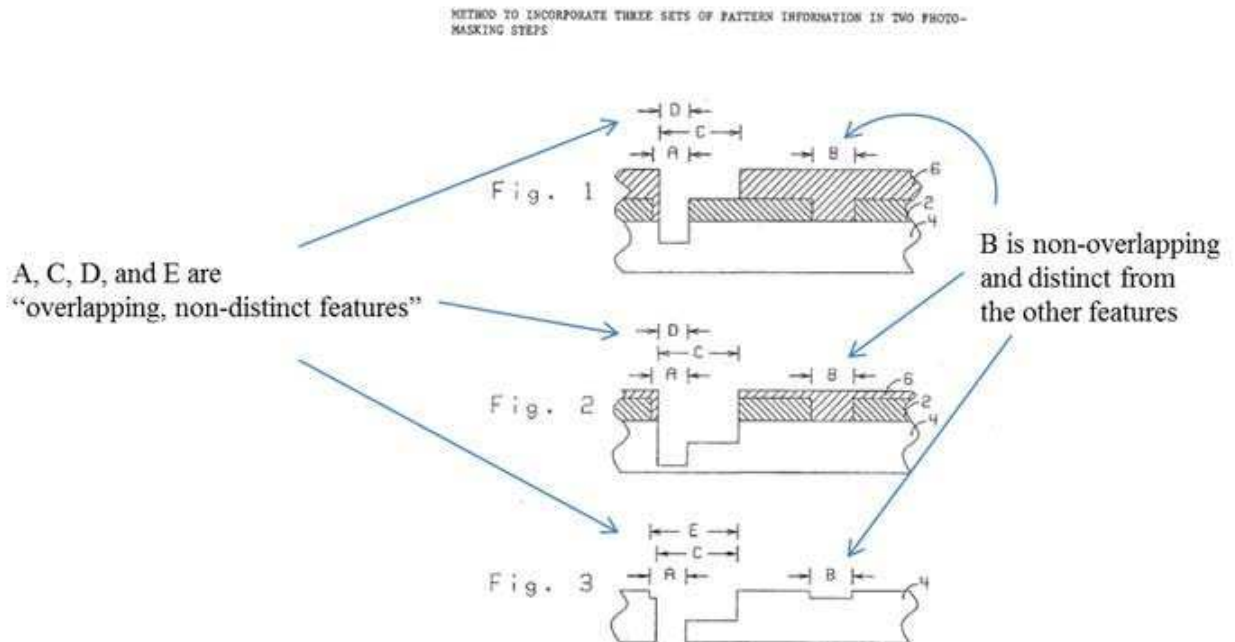 METHOD TO INCORPORATE THREE SETS OF PATTERN INFORMATION IN TWO PHOTO-
MASKING STEPS
D
C
A
B
Fig. 1
6
2
4
A, C, D, and E are
“overlapping, non-distinct features”
B is non-overlapping
and distinct from
the other features
D
C
A
B
Fig. 2
6
2
4
E
C
A
B
Fig. 3
4